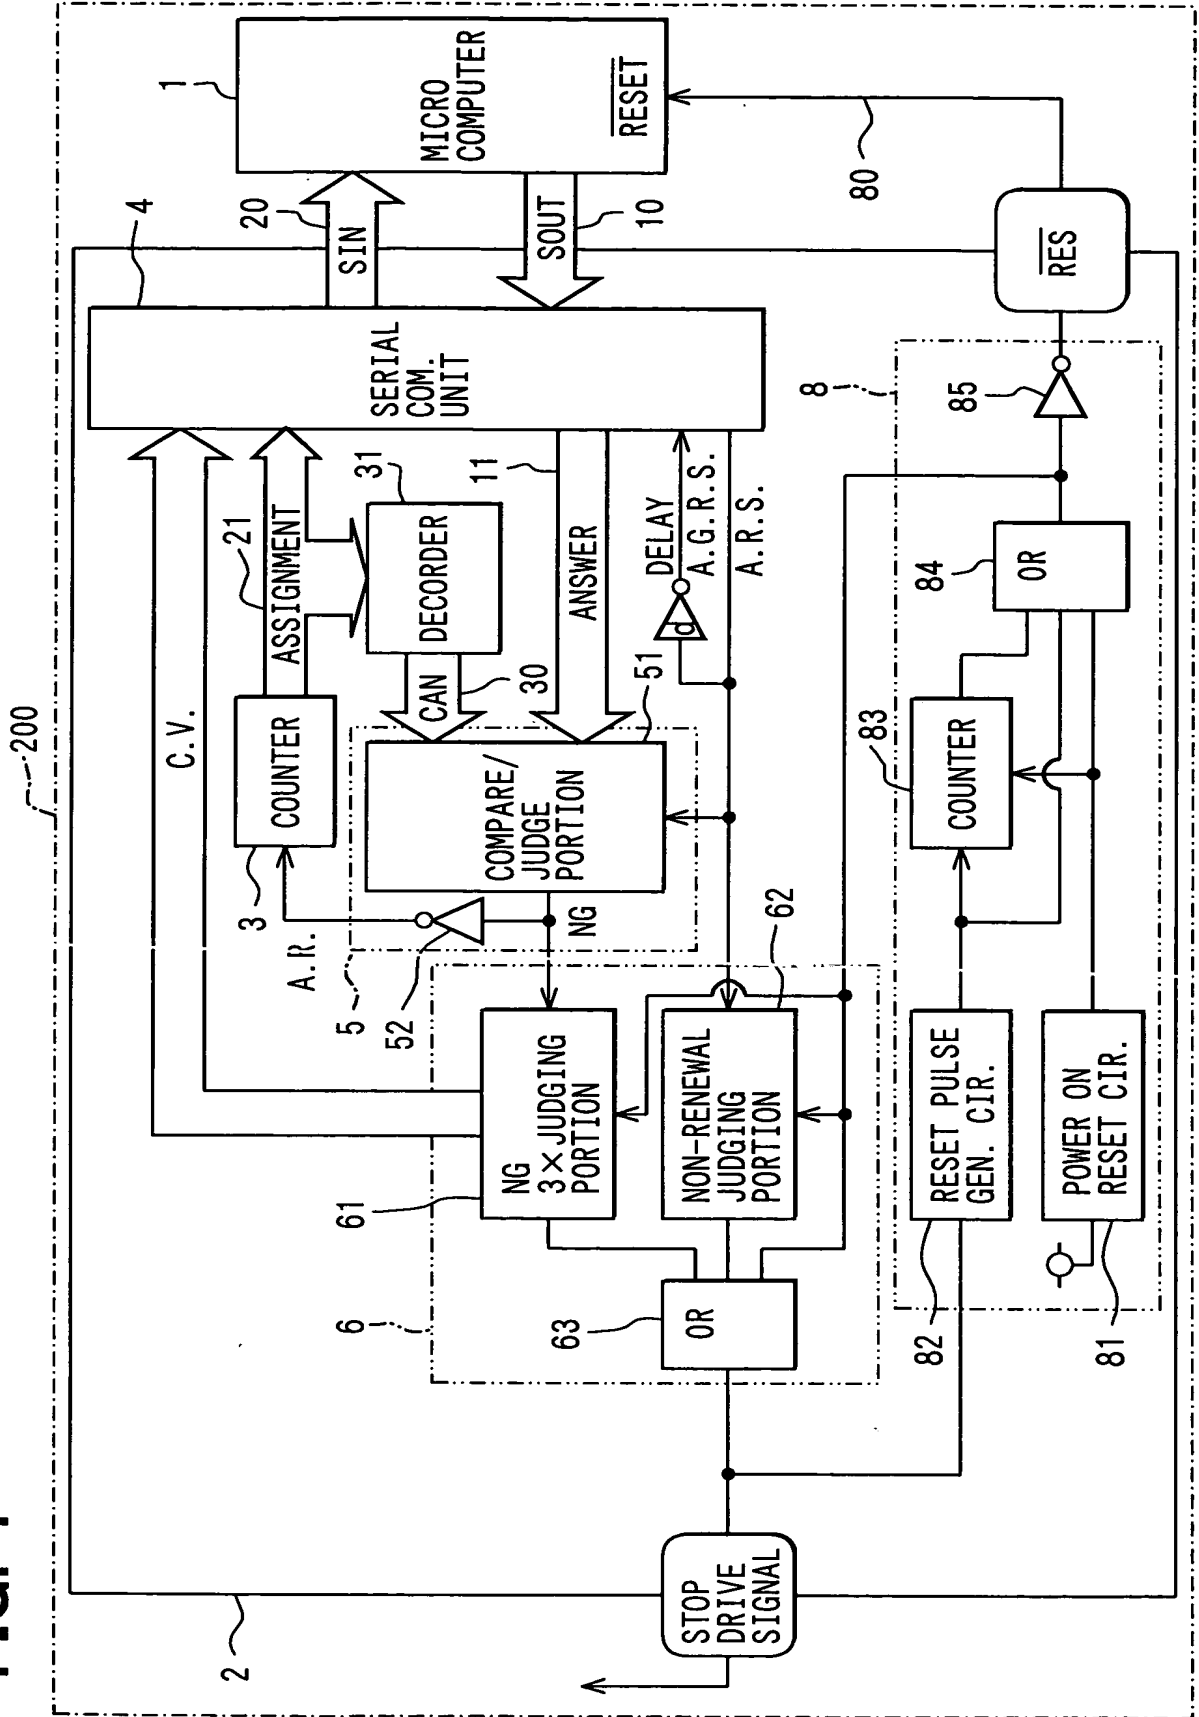 200
2
1
MICRO
COMPUTER
RESET
80
4
20
SIN
SOUT
10
SERIAL
COM.
UNIT
C.V.
21
ASSIGNMENT
31
DECORDER
11
ANSWER
CAN
30
DELAY
A.G.R.S.
A.R.S.
d
COUNTER
3
A.R.
COMPARE/
JUDGE
PORTION
51
5
52
NG
6
61
NG
3×JUDGING
PORTION
62
NON-RENEWAL
JUDGING
PORTION
63
OR
STOP
DRIVE
SIGNAL
8
RES
85
84
OR
83
COUNTER
RESET PULSE
GEN. CIR.
82
POWER ON
RESET CIR.
81